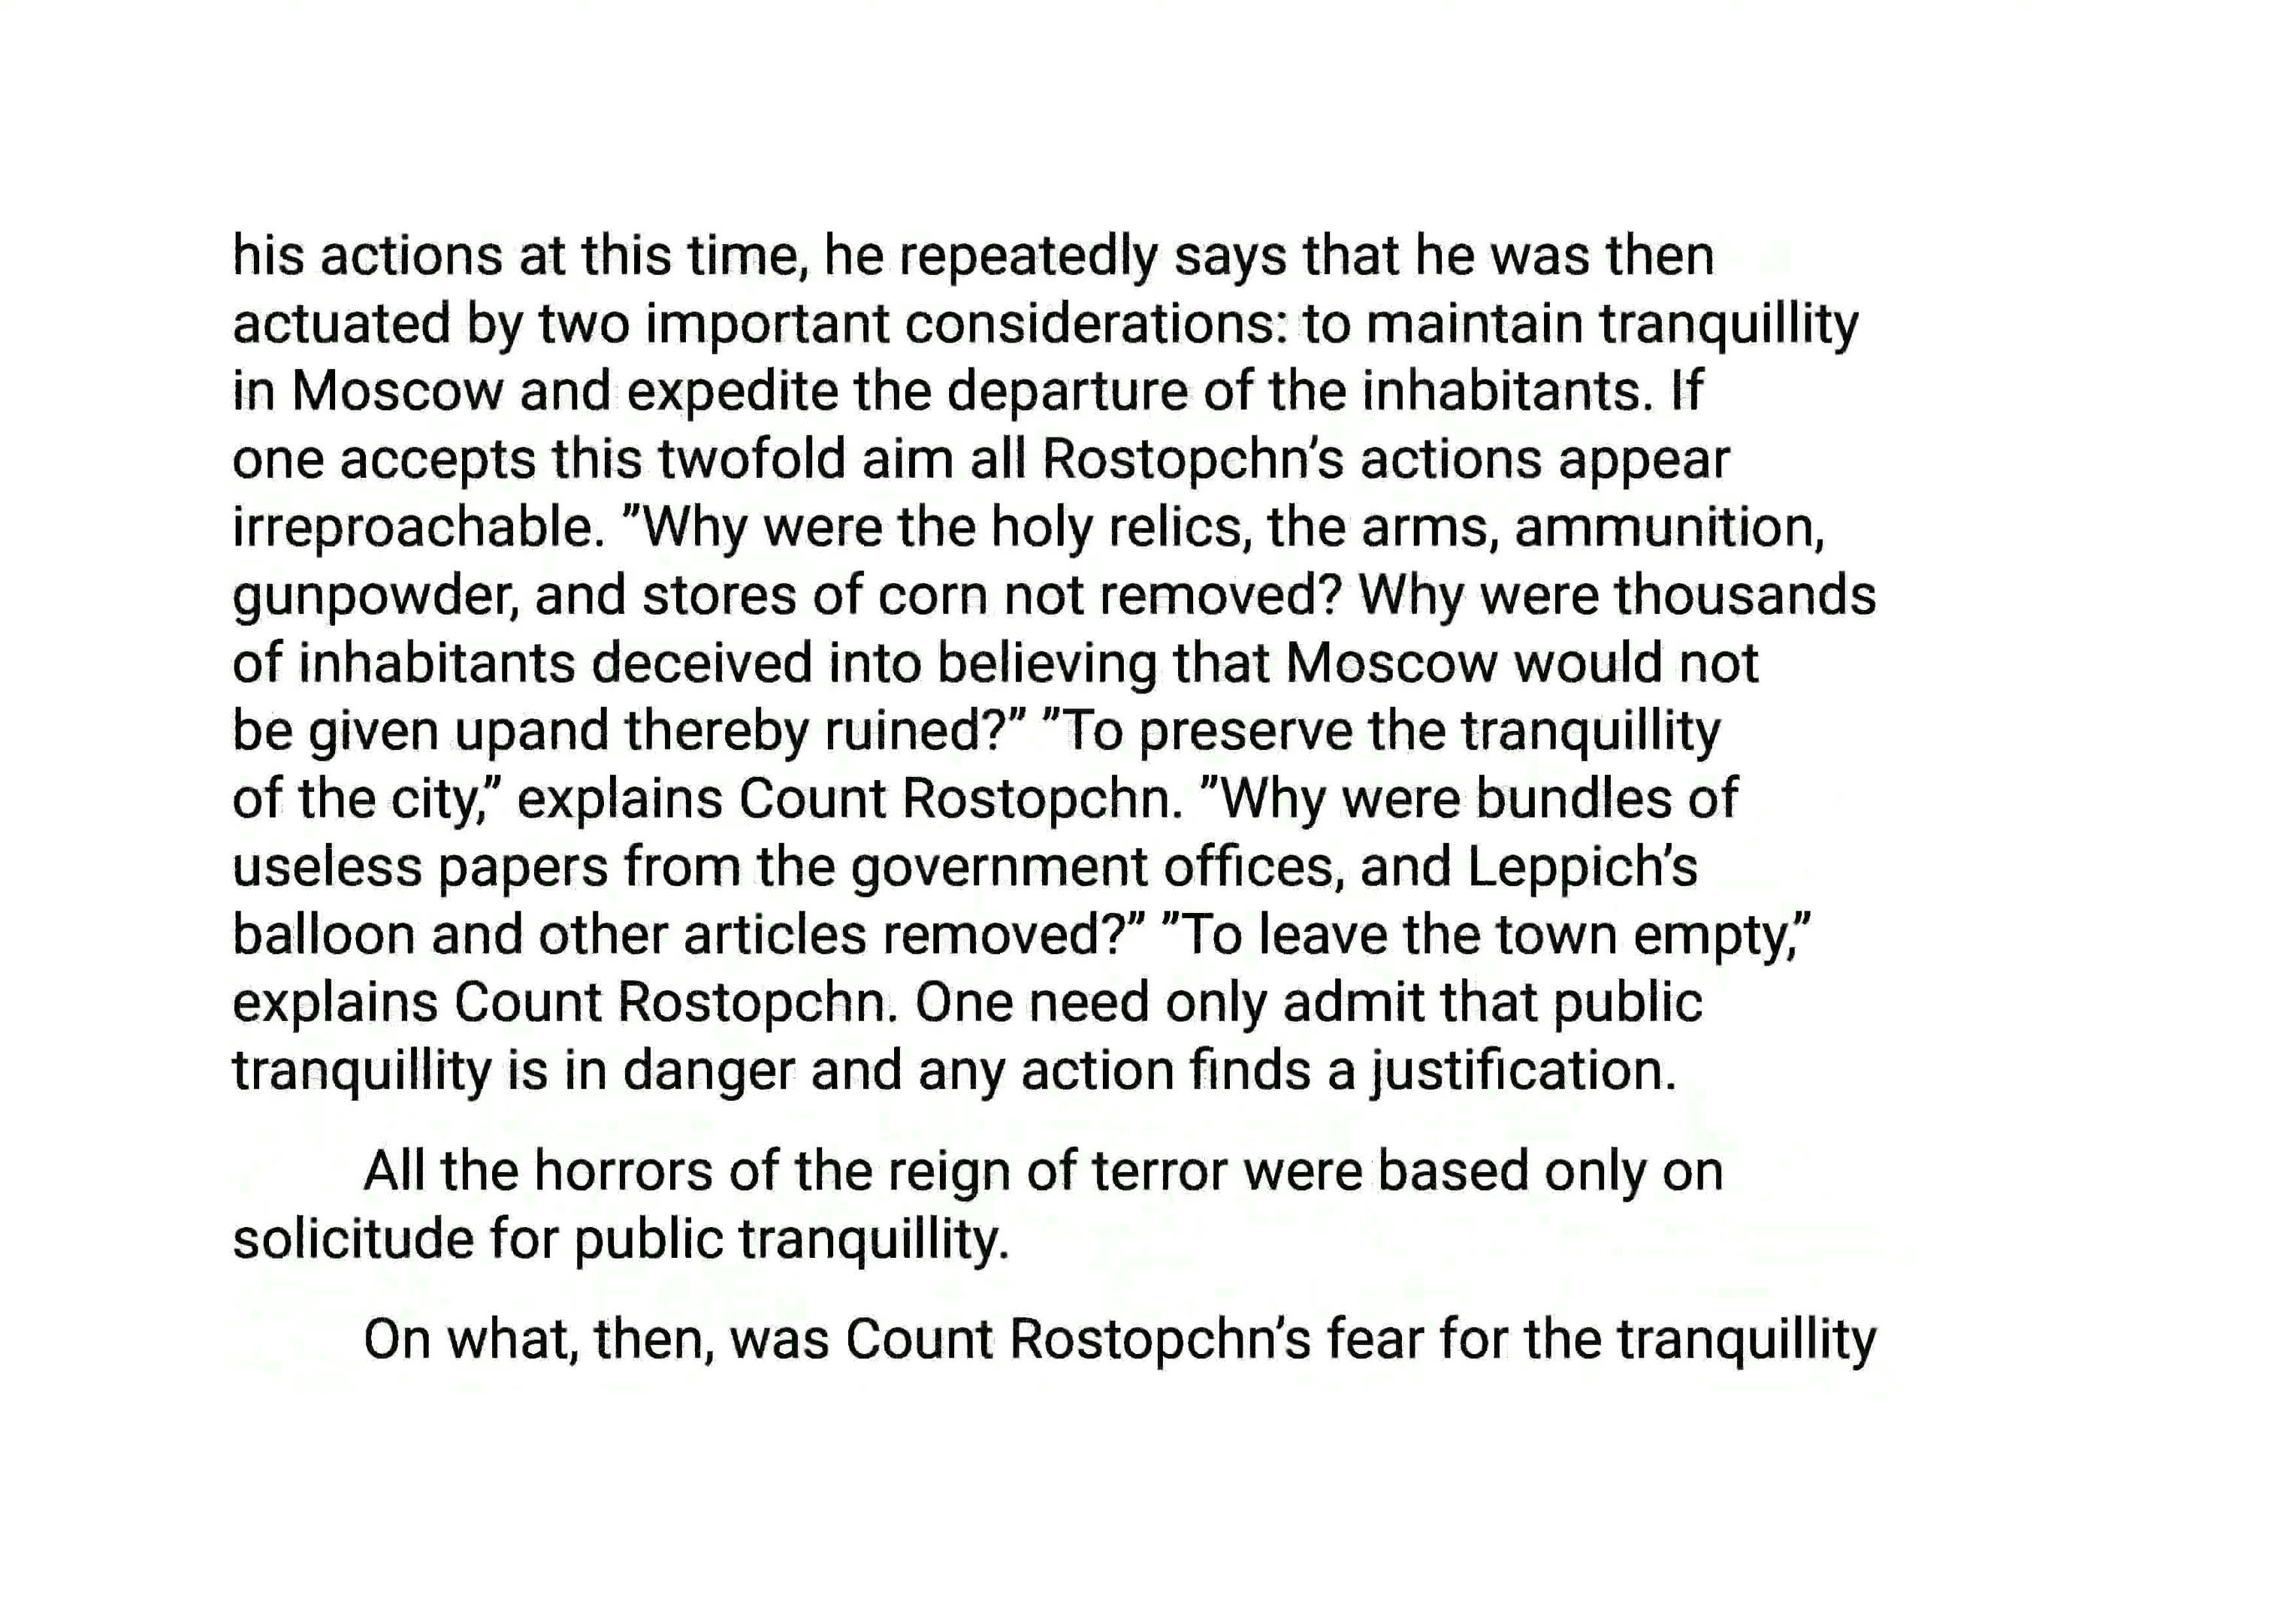 his actions at this time, he repeatedly says that he was then
actuated by two important considerations: to maintain tranquillity
in Moscow and expedite the departure of the inhabitants. If
one accepts this twofold aim all Rostopchn’s actions appear
irreproachable. ”Why were the holy relics, the arms, ammunition,
gunpowder, and stores of corn not removed? Why were thousands
of inhabitants deceived into believing that Moscow would not
be given upand thereby ruined?” ”To preserve the tranquillity
of the city,” explains Count Rostopchn. ”Why were bundles of
useless papers from the government offices, and Leppich’s
balloon and other articles removed?” ”To leave the town empty,”
explains Count Rostopchn. One need only admit that public
tranquillity is in danger and any action finds a justification.
All the horrors of the reign of terror were based only on
solicitude for public tranquillity.
On what, then, was Count Rostopchn’s fear for the tranquillity